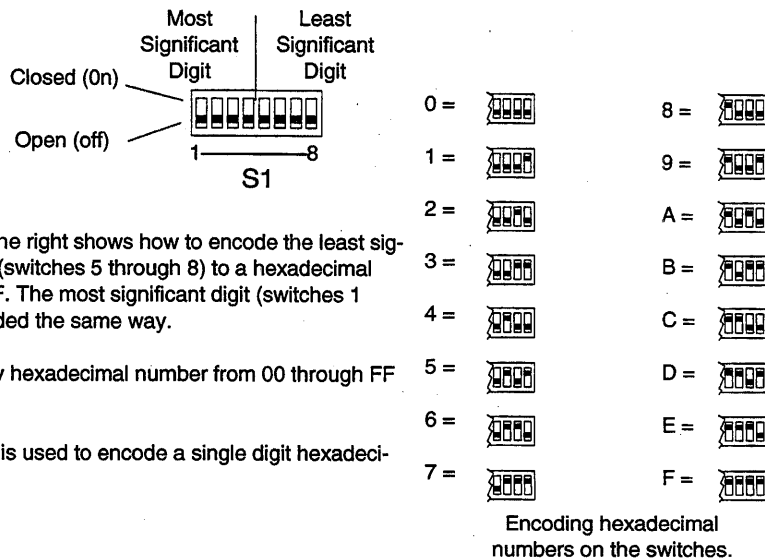 Most
Significant
Digit
Least
Significant
Digit
Closed (0n)
Open (off)
1 8
S1
ne right shows how to encode the least sig-
(switches 5 through 8) to a hexadecimal
F. The most significant digit (switches 1
ded the same way.
y hexadecimal number from 00 through FF
is used to encode a single digit hexadeci-
0 =
1 =
2 =
3 =
4 =
5 =
6 =
7 =
8 =
9 =
A =
B =
C =
D =
E =
F =
Encoding hexadecimal
numbers on the switches.